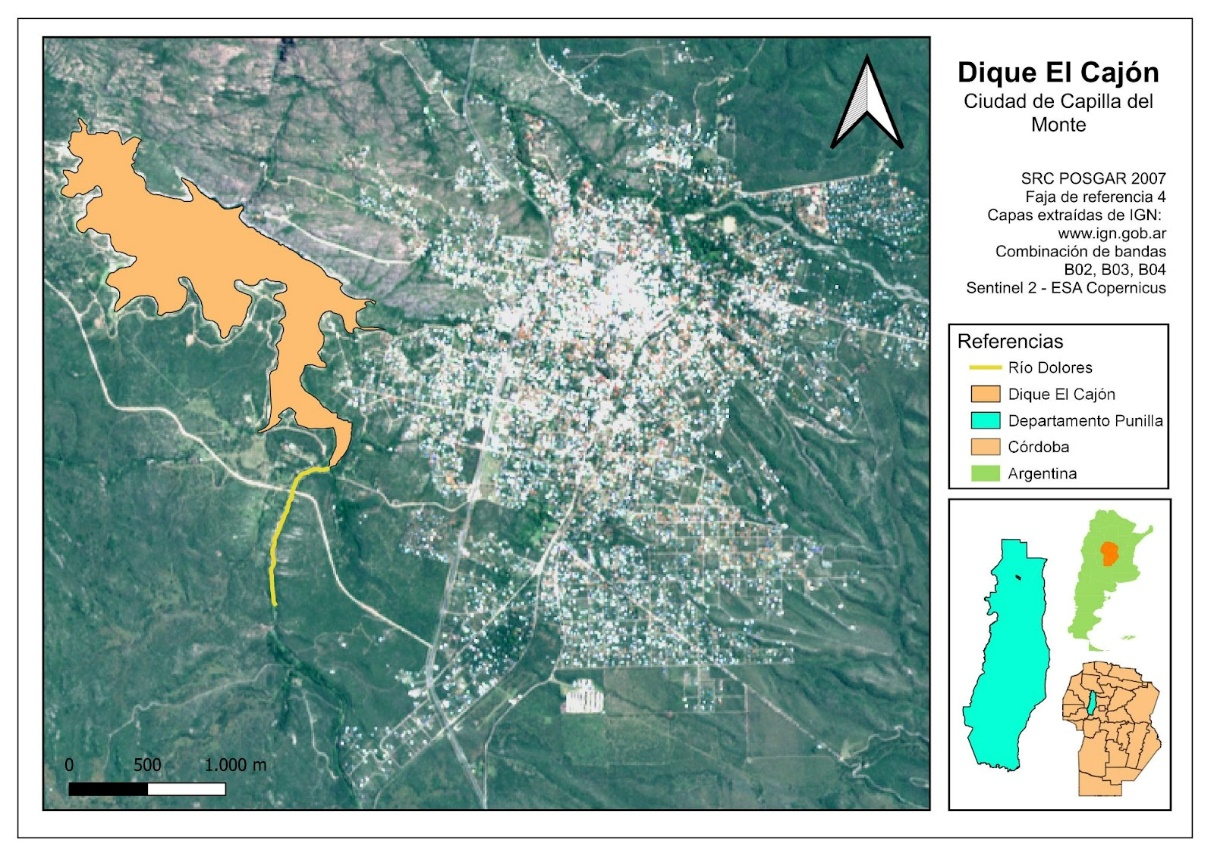 Dique El Cajón
Ciudad de Capilla del
Monte
SRC POSGAR 2007
Faja de referencia 4
Capas extraídas de IGN:
www.ign.gob.ar
Combinación de bandas
B02, B03, B04
Sentinel 2 - ESA Copernicus
Referencias
Río Dolores
Dique El Cajón
Departamento Punilla
Córdoba
Argentina
0 500 1.000 m